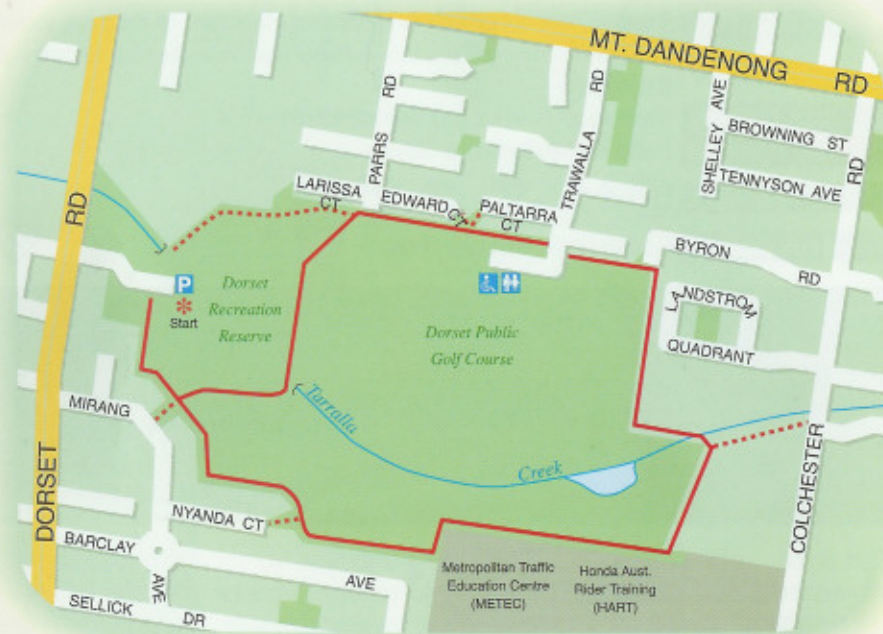 MT. DANDENONG RD
DORSET RD
PARRS RD
TRAWALLA RD
SHELLEY AVE
BROWNING ST
TENNYSON AVE
COLCHESTER RD
LARISSA
CT
EDWARD CT
PALTARRA
CT
BYRON RD
LANDSTROM
QUADRANT
P
Start
Dorset
Recreation
Reserve
Dorset Public
Golf Course
Tarralla Creek
MIRANG AVE
NYANDA CT
BARCLAY AVE
SELLICK DR
Metropolitan Traffic
Education Centre
(METEC)
Honda Aust.
Rider Training
(HART)